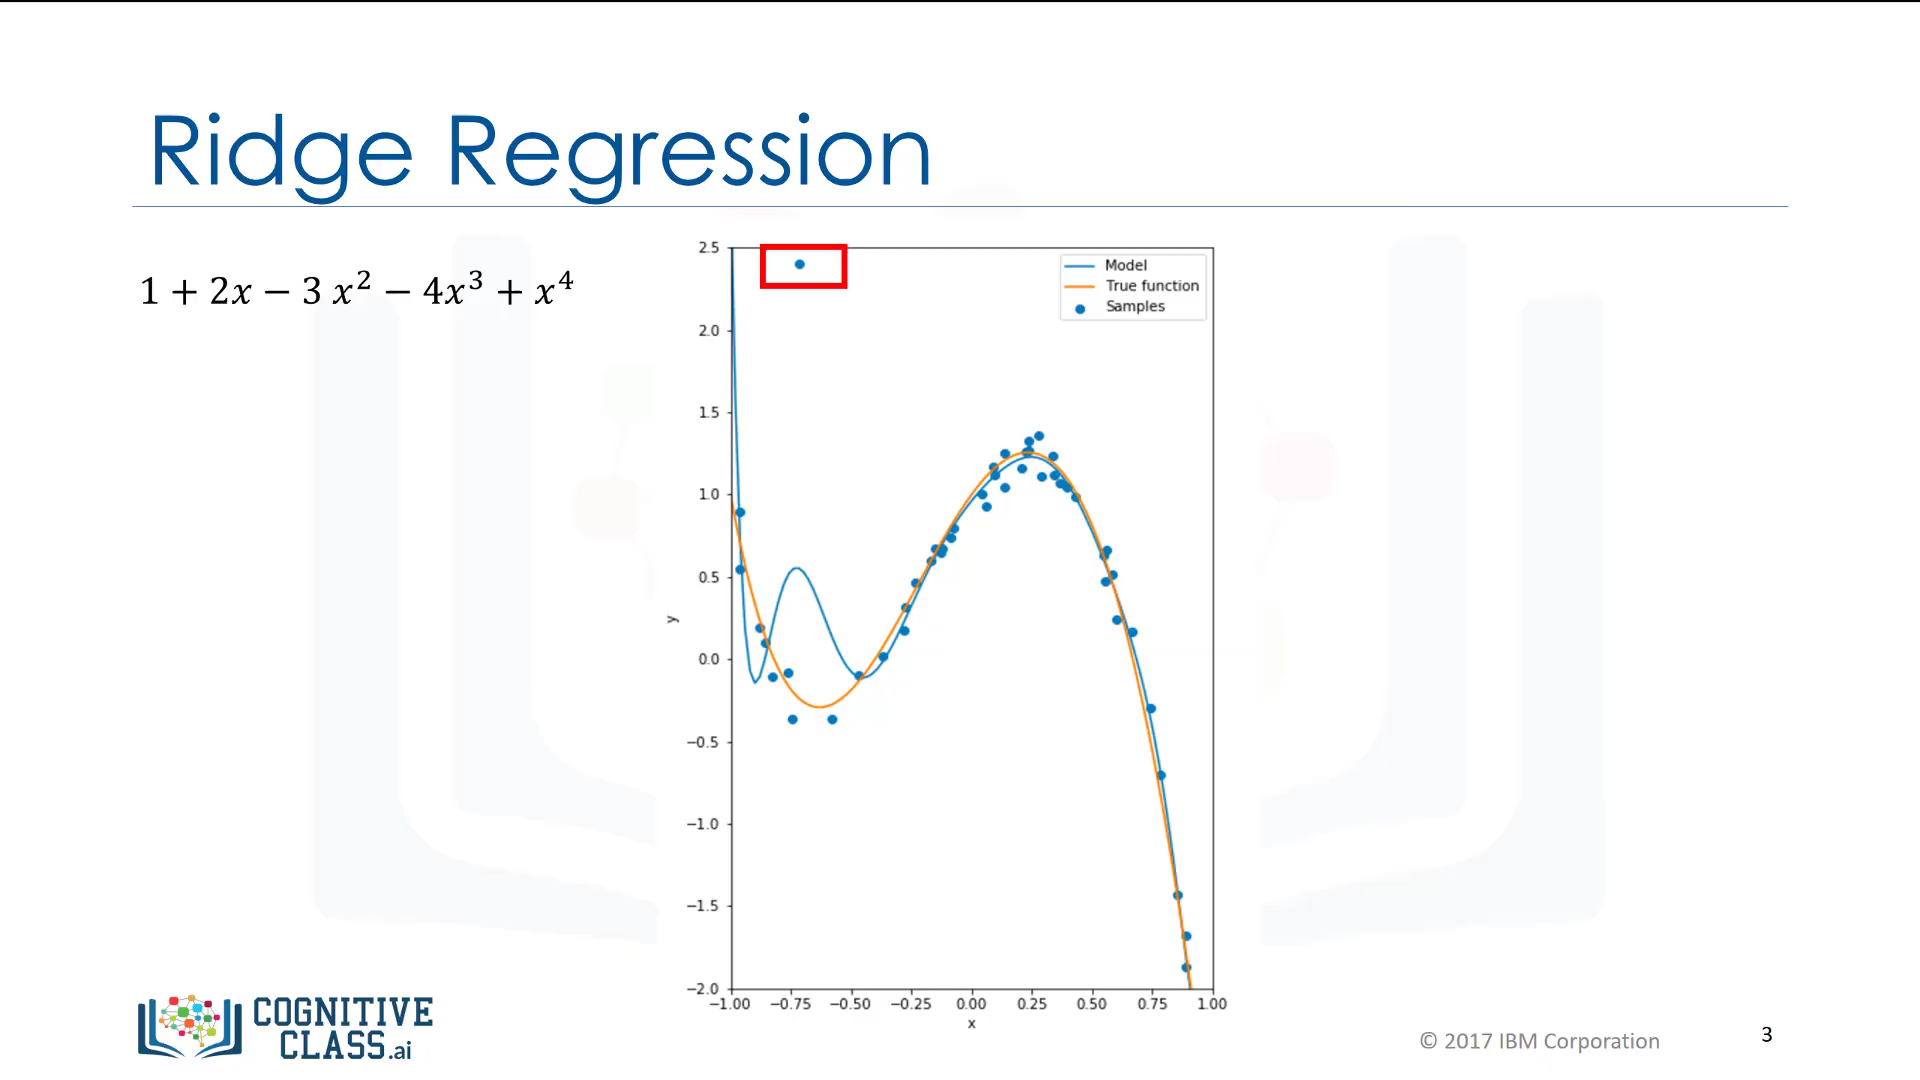 Ridge Regression
1 + 2x − 3 x² − 4x³ + x⁴
2.5
2.0
1.5
1.0
0.5
0.0
−0.5
−1.0
−1.5
−2.0
y
Model
True function
Samples
−1.00 −0.75 −0.50 −0.25 0.00 0.25 0.50 0.75 1.00
x
COGNITIVE
CLASS.ai
© 2017 IBM Corporation
3